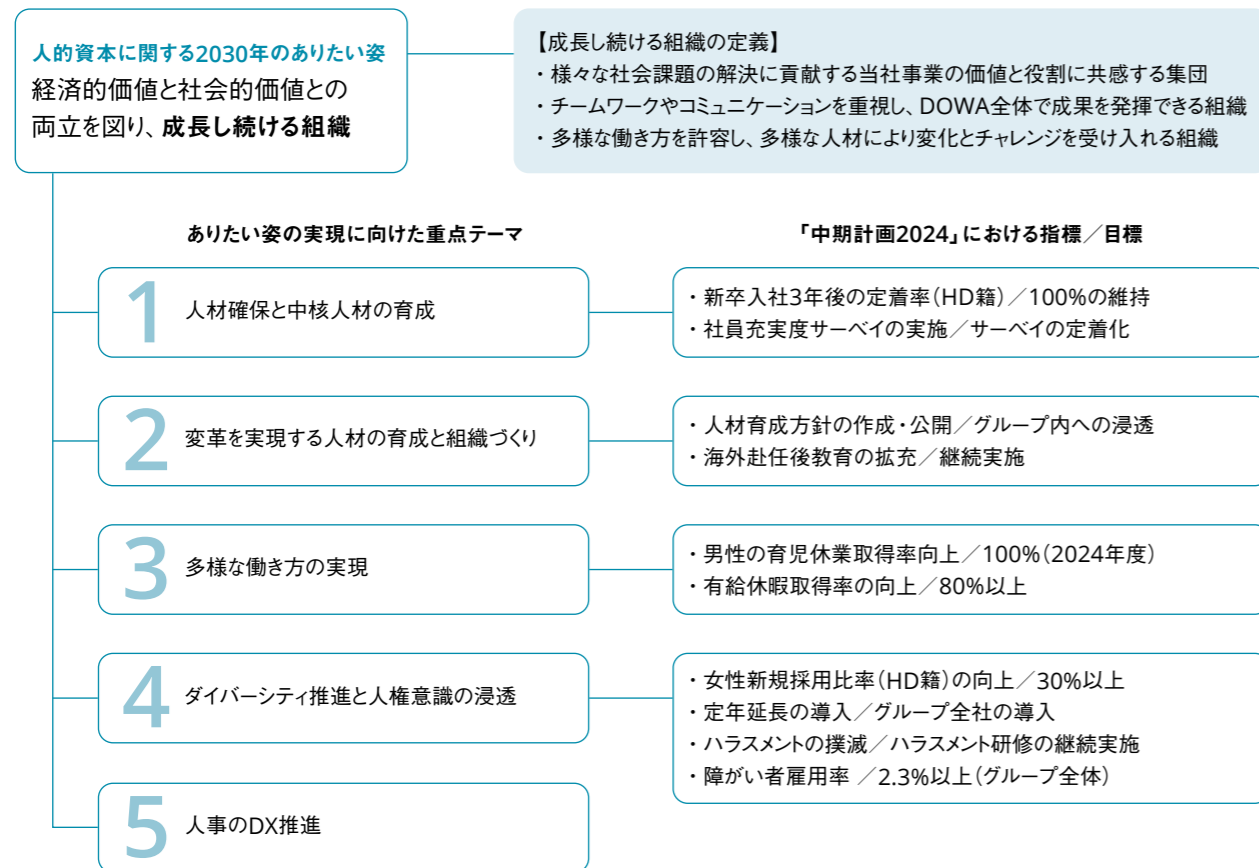 人的資本に関する2030年のありたい姿
経済的価値と社会的価値との
両立を図り、成長し続ける組織
【成長し続ける組織の定義】
・様々な社会課題の解決に貢献する当社事業の価値と役割に共感する集団
・チームワークやコミュニケーションを重視し、DOWA全体で成果を発揮できる組織
・多様な働き方を許容し、多様な人材により変化とチャレンジを受け入れる組織
ありたい姿の実現に向けた重点テーマ
「中期計画2024」における指標／目標
1 人材確保と中核人材の育成
・新卒入社3年後の定着率（HD籍）／100%の維持
・社員充実度サーベイの実施／サーベイの定着化
2 変革を実現する人材の育成と組織づくり
・人材育成方針の作成・公開／グループ内への浸透
・海外赴任後教育の拡充／継続実施
3 多様な働き方の実現
・男性の育児休業取得率向上／100%（2024年度）
・有給休暇取得率の向上／80%以上
4 ダイバーシティ推進と人権意識の浸透
・女性新規採用比率（HD籍）の向上／30%以上
・定年延長の導入／グループ全社の導入
・ハラスメントの撲滅／ハラスメント研修の継続実施
・障がい者雇用率 ／2.3%以上（グループ全体）
5 人事のDX推進